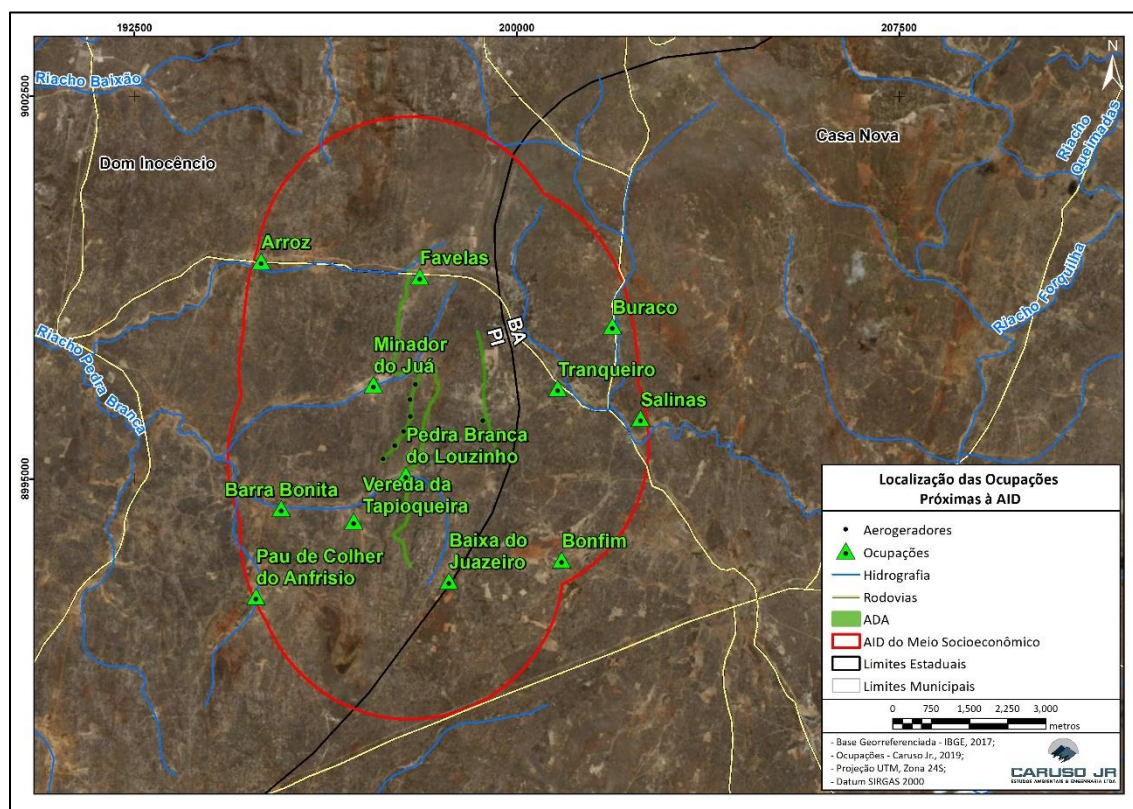 192500
200000
207500
N
9002500
Riacho Baixão
Dom Inocêncio
Casa Nova
Riacho
Queimadas
Arroz
Favelas
Riacho Forquilha
Buraco
BA
PI
Riacho Pedra Branca
Minador
do Juá
Tranqueiro
Salinas
Pedra Branca
do Louzinho
8995000
Barra Bonita
Vereda da
Tapioqueira
Baixa do
Juazeiro
Bonfim
Pau de Colher
do Anfrisio
Localização das Ocupações
Próximas à AID
Aerogeradores
Ocupações
Hidrografia
Rodovias
ADA
AID do Meio Socioeconômico
Limites Estaduais
Limites Municipais
0 750 1,500 2,250 3,000
metros
- Base Georreferenciada - IBGE, 2017;
- Ocupações - Caruso Jr., 2019;
- Projeção UTM, Zona 24S;
- Datum SIRGAS 2000
CARUSO JR
ESTUDOS AMBIENTAIS & ENGENHARIA LTDA.